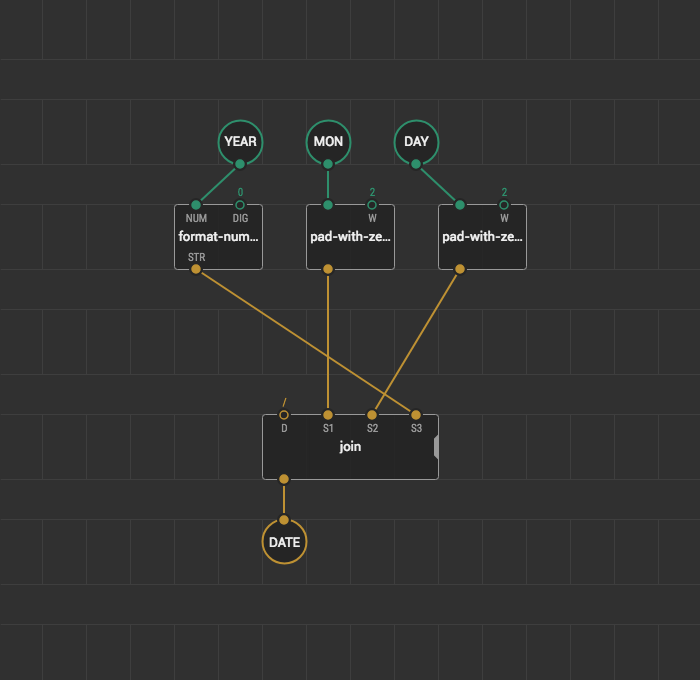 YEAR MON DAY
0 2 2
NUM DIG W W
format-num... pad-with-ze... pad-with-ze...
STR
/
D S1 S2 S3
join
DATE